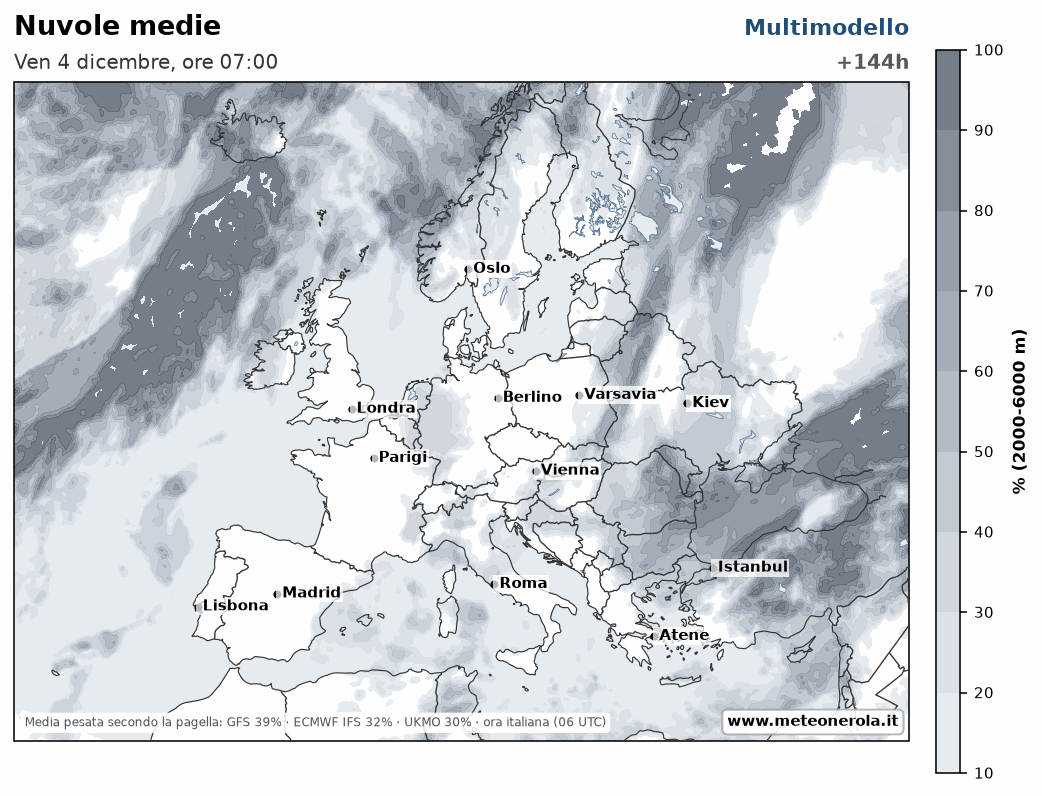 Nuvole medie
Multimodello
Ven 4 dicembre, ore 07:00
+144h
Oslo
Londra
Berlino
Varsavia
Kiev
Parigi
Vienna
Istanbul
Roma
Madrid
Lisbona
Atene
Media pesata secondo la pagella: GFS 39% · ECMWF IFS 32% · UKMO 30% · ora italiana (06 UTC)
www.meteonerola.it
100
90
80
70
60
50
40
30
20
10
% (2000-6000 m)